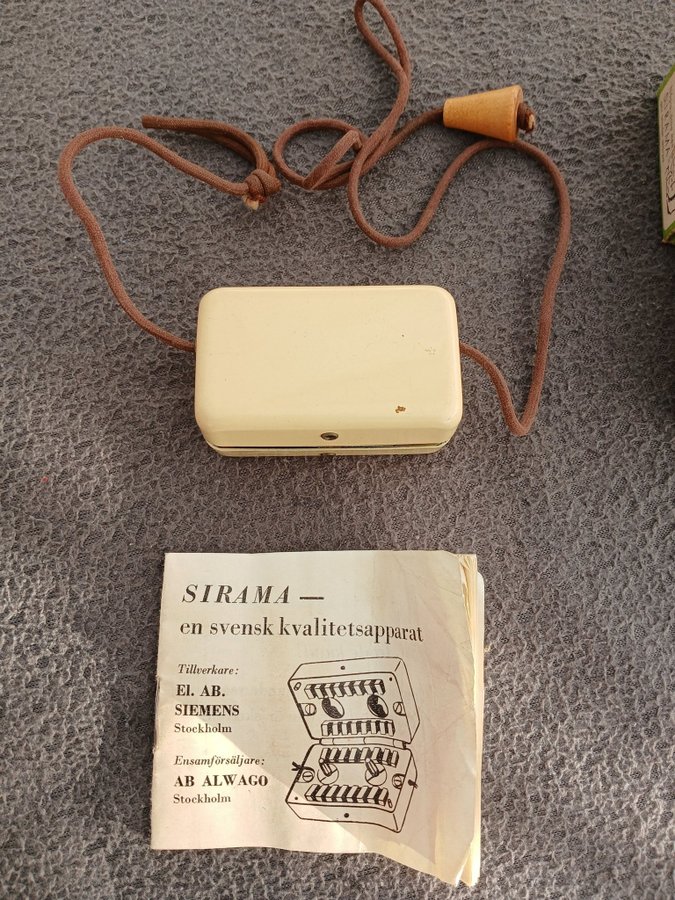 SIRAMA —
en svensk kvalitetsapparat
Tillverkare:
El. AB.
SIEMENS
Stockholm
Ensamförsäljare:
AB ALWAGO
Stockholm